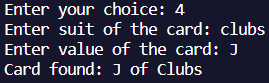 Enter your choice: 4
Enter suit of the card: clubs
Enter value of the card: J
Card found: J of Clubs